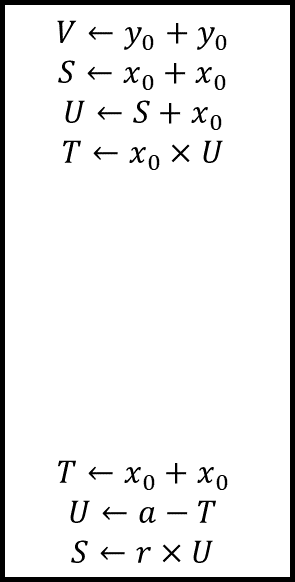 V ← y₀ + y₀
S ← x₀ + x₀
U ← S + x₀
T ← x₀ × U
T ← x₀ + x₀
U ← a − T
S ← r × U